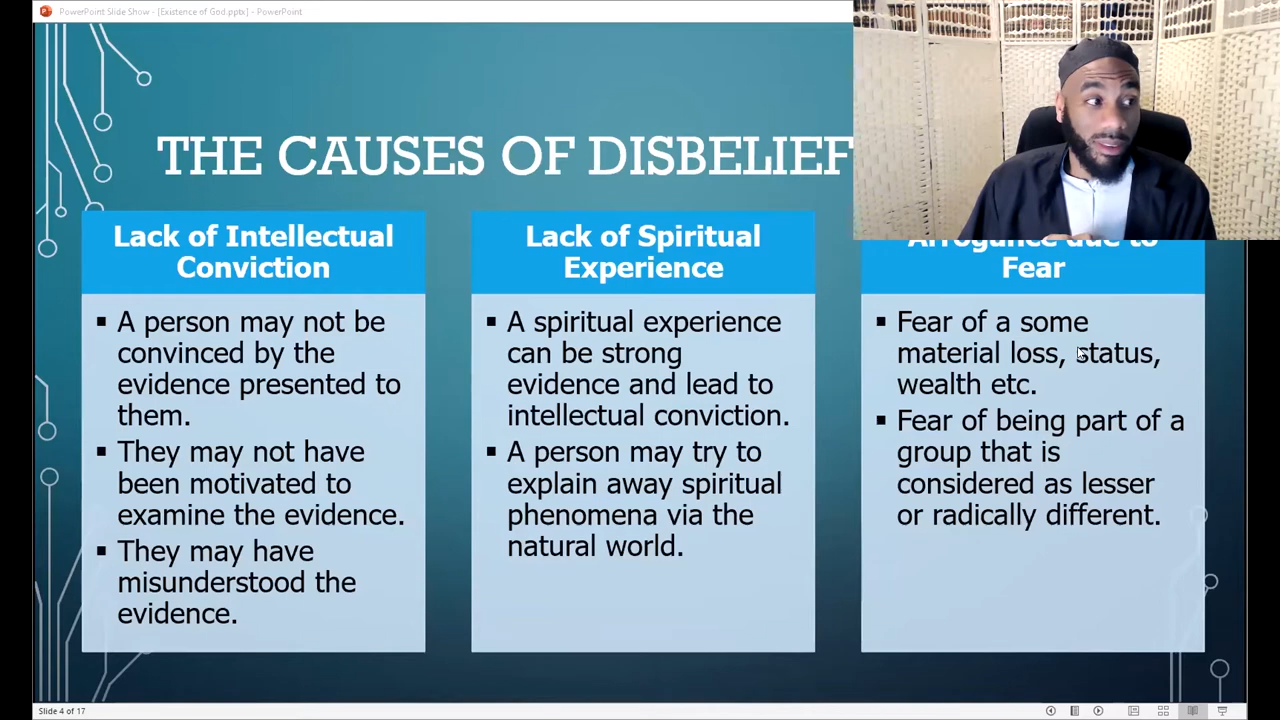 PowerPoint Slide Show - [Existence of God.pptx] - PowerPoint
THE CAUSES OF DISBELIEF
Lack of Intellectual
Conviction
▪ A person may not be
convinced by the
evidence presented to
them.
▪ They may not have
been motivated to
examine the evidence.
▪ They may have
misunderstood the
evidence.
Lack of Spiritual
Experience
▪ A spiritual experience
can be strong
evidence and lead to
intellectual conviction.
▪ A person may try to
explain away spiritual
phenomena via the
natural world.
Arrogance due to
Fear
▪ Fear of a some
material loss, status,
wealth etc.
▪ Fear of being part of a
group that is
considered as lesser
or radically different.
Slide 4 of 17